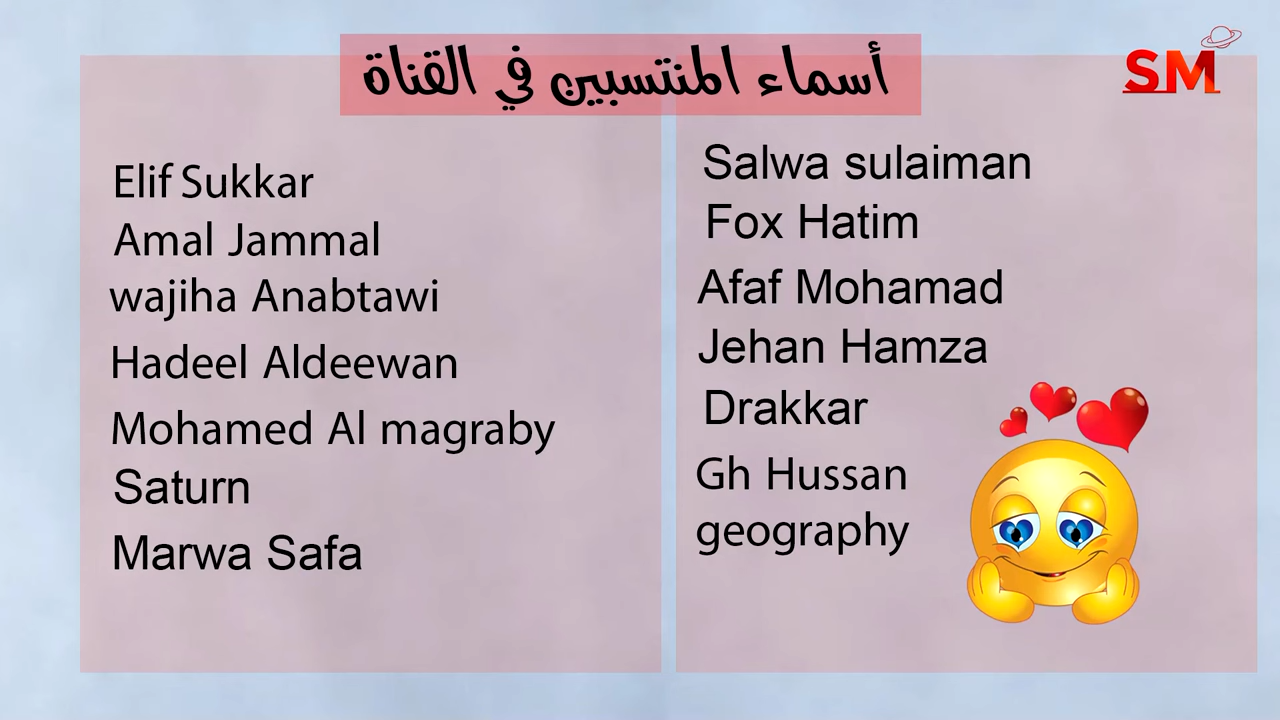 أسماء المنتسبين في القناة
SM
Elif Sukkar
Amal Jammal
wajiha Anabtawi
Hadeel Aldeewan
Mohamed Al magraby
Saturn
Marwa Safa
Salwa sulaiman
Fox Hatim
Afaf Mohamad
Jehan Hamza
Drakkar
Gh Hussan
geography